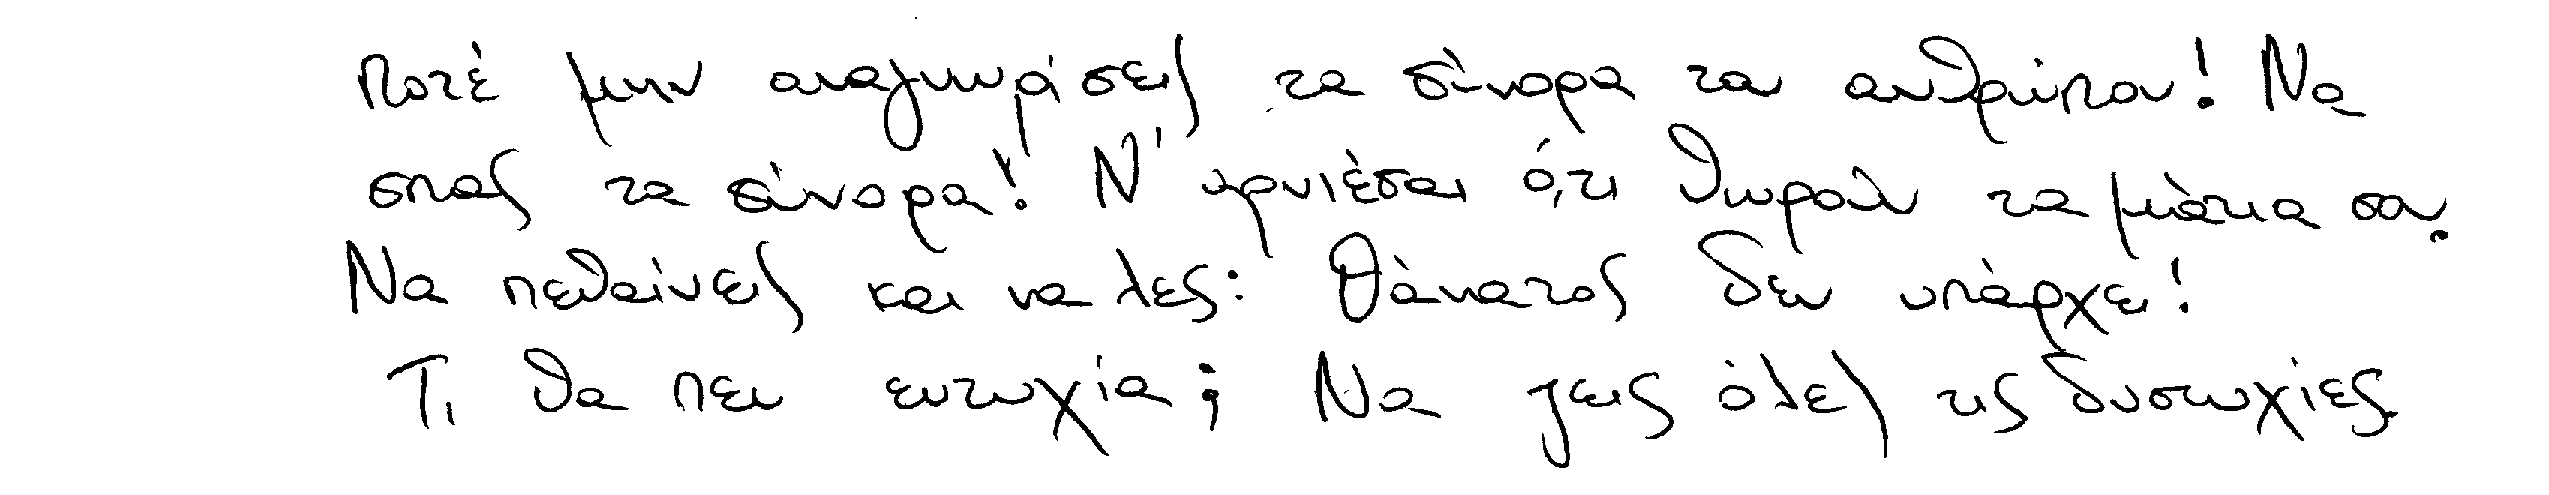 Ποτέ μην αναγνωρίσεις τα σύνορα του ανθρώπου! Να
σπας τα σύνορα! Ν' αρνιέσαι ό,τι θωρούν τα μάτια σου.
Να πεθαίνεις και να λες: Θάνατος δεν υπάρχει!
Τι θα πει ευτυχία; Να ζεις όλες τις δυστυχίες.